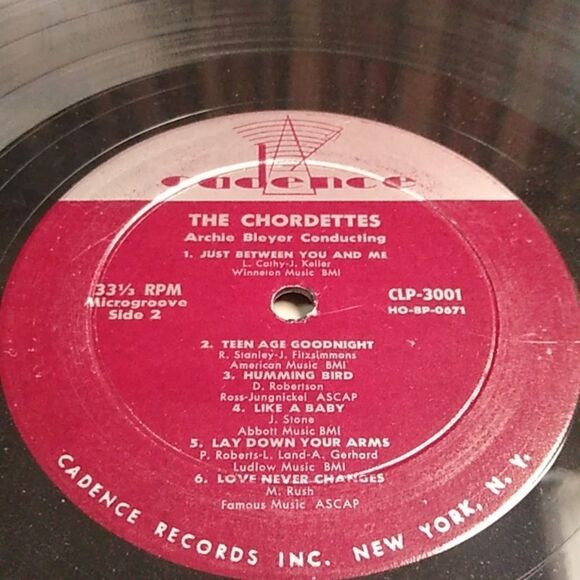 cadence
THE CHORDETTES
Archie Bleyer Conducting
1. JUST BETWEEN YOU AND ME
L. Cathy-J. Keller
Winneton Music BMI
33⅓ RPM
Microgroove
Side 2
CLP-3001
HO-BP-0671
2. TEEN AGE GOODNIGHT
R. Stanley-J. Fitzsimmons
American Music BMI
3. HUMMING BIRD
D. Robertson
Ross-Jungnickel ASCAP
4. LIKE A BABY
J. Stone
Abbott Music BMI
5. LAY DOWN YOUR ARMS
P. Roberts-L. Land-A. Gerhard
Ludlow Music BMI
6. LOVE NEVER CHANGES
M. Rush
Famous Music ASCAP
CADENCE RECORDS INC. NEW YORK, N. Y.